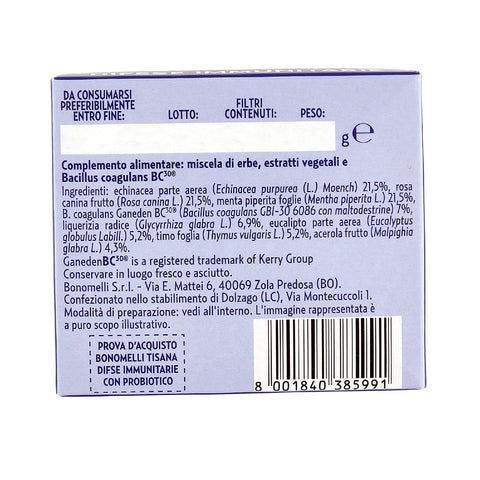 DA CONSUMARSI
PREFERIBILMENTE
ENTRO FINE:
LOTTO:
FILTRI
CONTENUTI:
PESO:
g℮
Complemento alimentare: miscela di erbe, estratti vegetali e
Bacillus coagulans BC³⁰®
Ingredienti: echinacea parte aerea (Echinacea purpurea (L.) Moench) 21,5%, rosa
canina frutto (Rosa canina L.) 21,5%, menta piperita foglie (Mentha piperita L.) 21,5%,
B. coagulans Ganeden BC³⁰® (Bacillus coagulans GBI-30 6086 con maltodestrine) 7%,
liquerizia radice (Glycyrrhiza glabra L.) 6,9%, eucalipto parte aerea (Eucalyptus
globulus Labill.) 5,2%, timo foglia (Thymus vulgaris L.) 5,2%, acerola frutto (Malpighia
glabra L.) 4,3%.
GanedenBC³⁰® is a registered trademark of Kerry Group
Conservare in luogo fresco e asciutto.
Bonomelli S.r.l. - Via E. Mattei 6, 40069 Zola Predosa (BO).
Confezionato nello stabilimento di Dolzago (LC), Via Montecuccoli 1.
Modalità di preparazione: vedi all'interno. L'immagine rappresentata è
a puro scopo illustrativo.
PROVA D'ACQUISTO
BONOMELLI TISANA
DIFSE IMMUNITARIE
CON PROBIOTICO
8 001840 385991